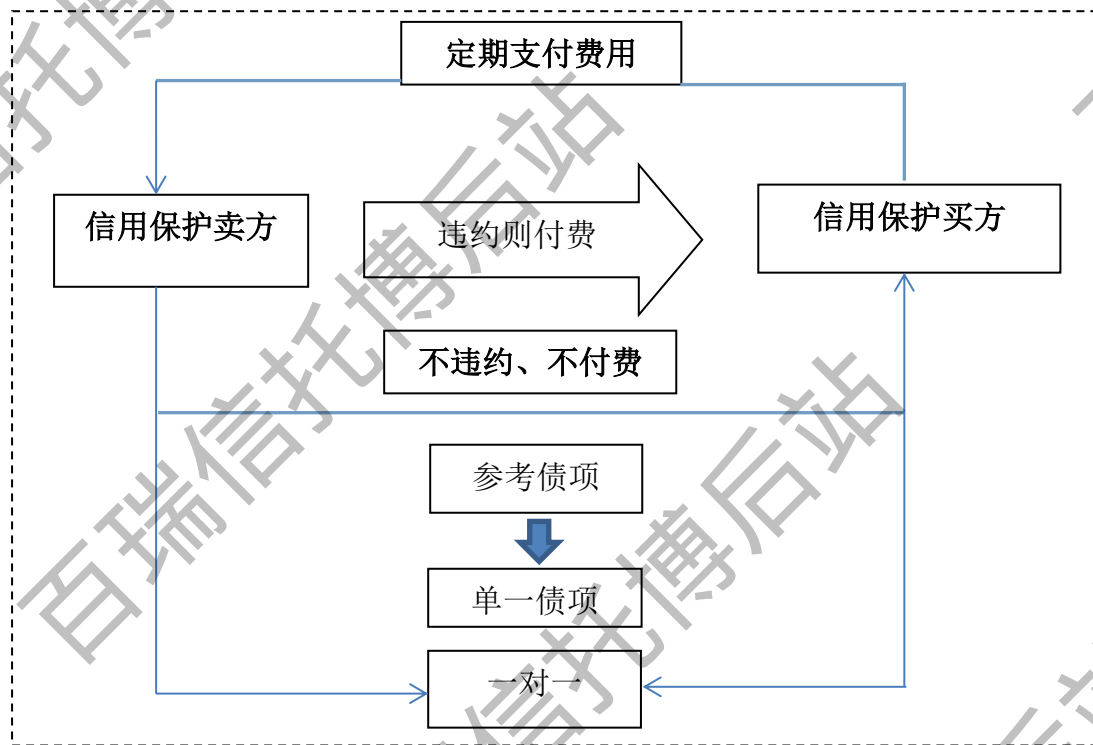 定期支付费用
信用保护卖方
违约则付费
信用保护买方
不违约、不付费
参考债项
单一债项
一对一
百瑞信托博后站
百瑞信托博后站